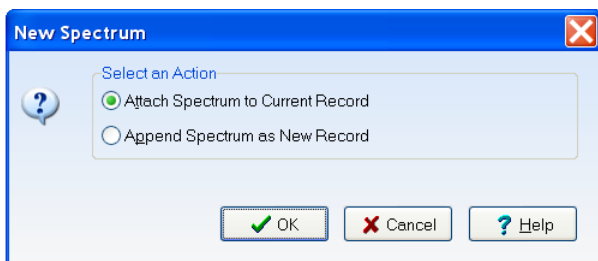 New Spectrum
Select an Action
Attach Spectrum to Current Record
Append Spectrum as New Record
OK Cancel Help